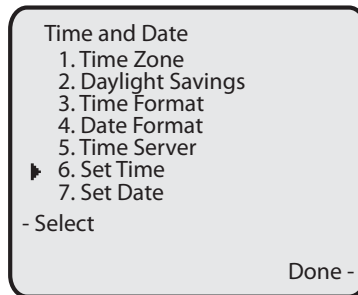 Time and Date
1. Time Zone
2. Daylight Savings
3. Time Format
4. Date Format
5. Time Server
6. Set Time
7. Set Date
- Select
Done -